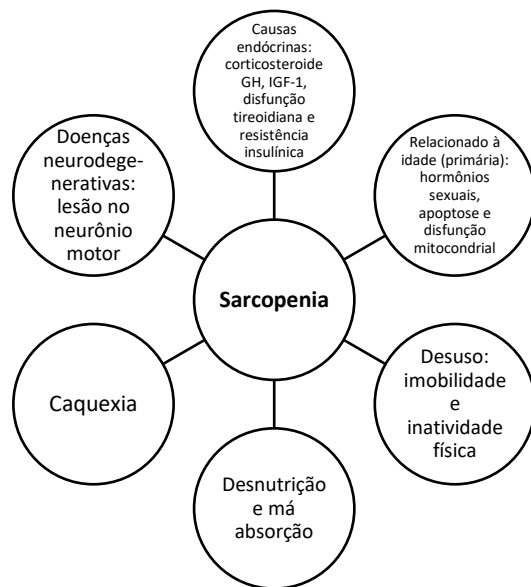 Causas
endócrinas:
corticosteroide
GH, IGF-1,
disfunção
tireoidiana e
resistência
insulínica
Relacionado à
idade (primária):
hormônios
sexuais,
apoptose e
disfunção
mitocondrial
Desuso:
imobilidade
e
inatividade
física
Desnutrição
e má
absorção
Caquexia
Doenças
neurodege-
nerativas:
lesão no
neurônio
motor
Sarcopenia